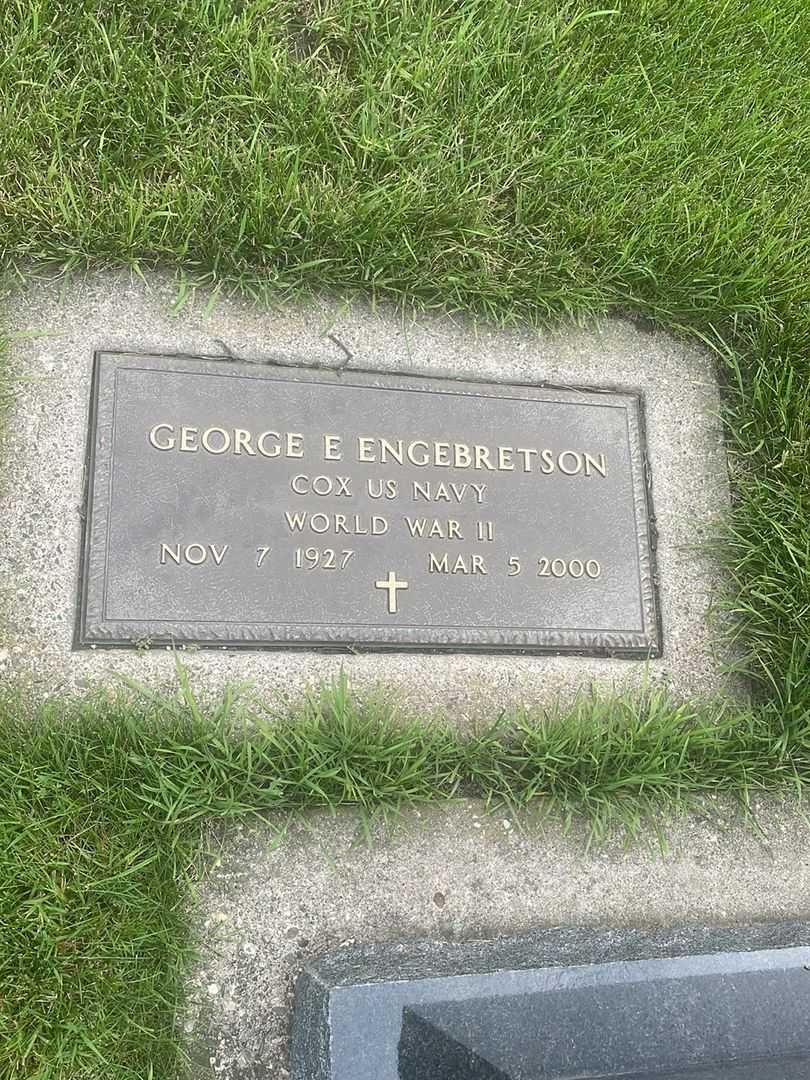 GEORGE E ENGEBRETSON
COX US NAVY
WORLD WAR II
NOV 7 1927 MAR 5 2000